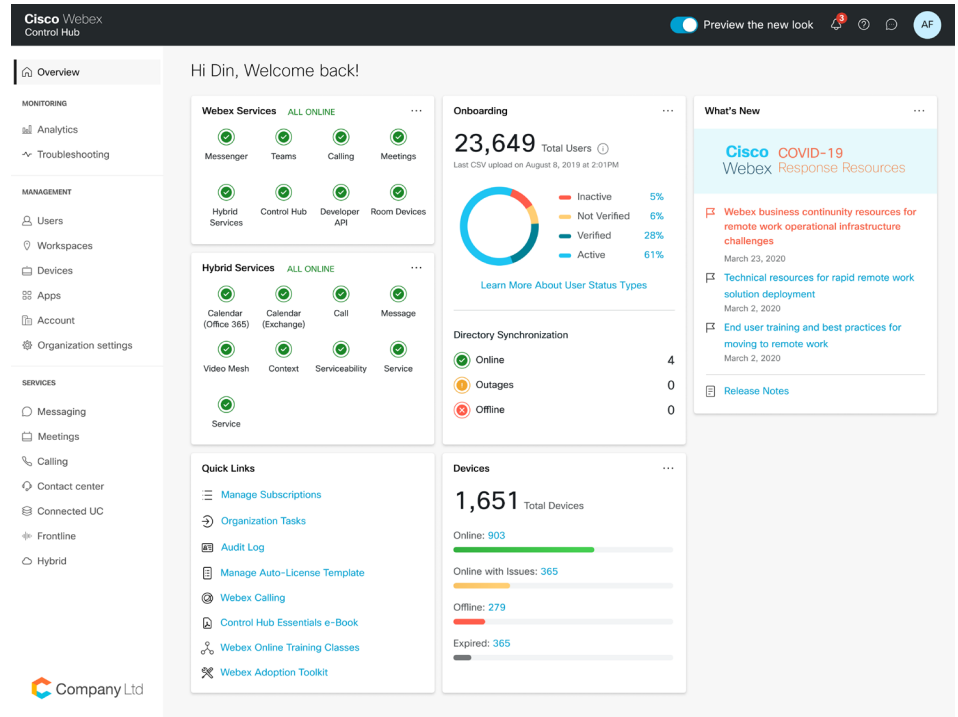 Cisco Webex
Control Hub
Preview the new look
3
AF
Overview
MONITORING
Analytics
Troubleshooting
MANAGEMENT
Users
Workspaces
Devices
Apps
Account
Organization settings
SERVICES
Messaging
Meetings
Calling
Contact center
Connected UC
Frontline
Hybrid
Company Ltd
Hi Din, Welcome back!
Webex Services ALL ONLINE
Messenger Teams Calling Meetings
Hybrid Control Hub Developer Room Devices
Services API
Hybrid Services ALL ONLINE
Calendar Calendar Call Message
(Office 365) (Exchange)
Video Mesh Context Serviceability Service
Service
Quick Links
Manage Subscriptions
Organization Tasks
Audit Log
Manage Auto-License Template
Webex Calling
Control Hub Essentials e-Book
Webex Online Training Classes
Webex Adoption Toolkit
Onboarding
23,649 Total Users
Last CSV upload on August 8, 2019 at 2:01PM
Inactive 5%
Not Verified 6%
Verified 28%
Active 61%
Learn More About User Status Types
Directory Synchronization
Online 4
Outages 0
Offline 0
Devices
1,651 Total Devices
Online: 903
Online with Issues: 365
Offline: 279
Expired: 365
What's New
Cisco COVID-19
Webex Response Resources
Webex business continunity resources for
remote work operational infrastructure
challenges
March 23, 2020
Technical resources for rapid remote work
solution deployment
March 2, 2020
End user training and best practices for
moving to remote work
March 2, 2020
Release Notes